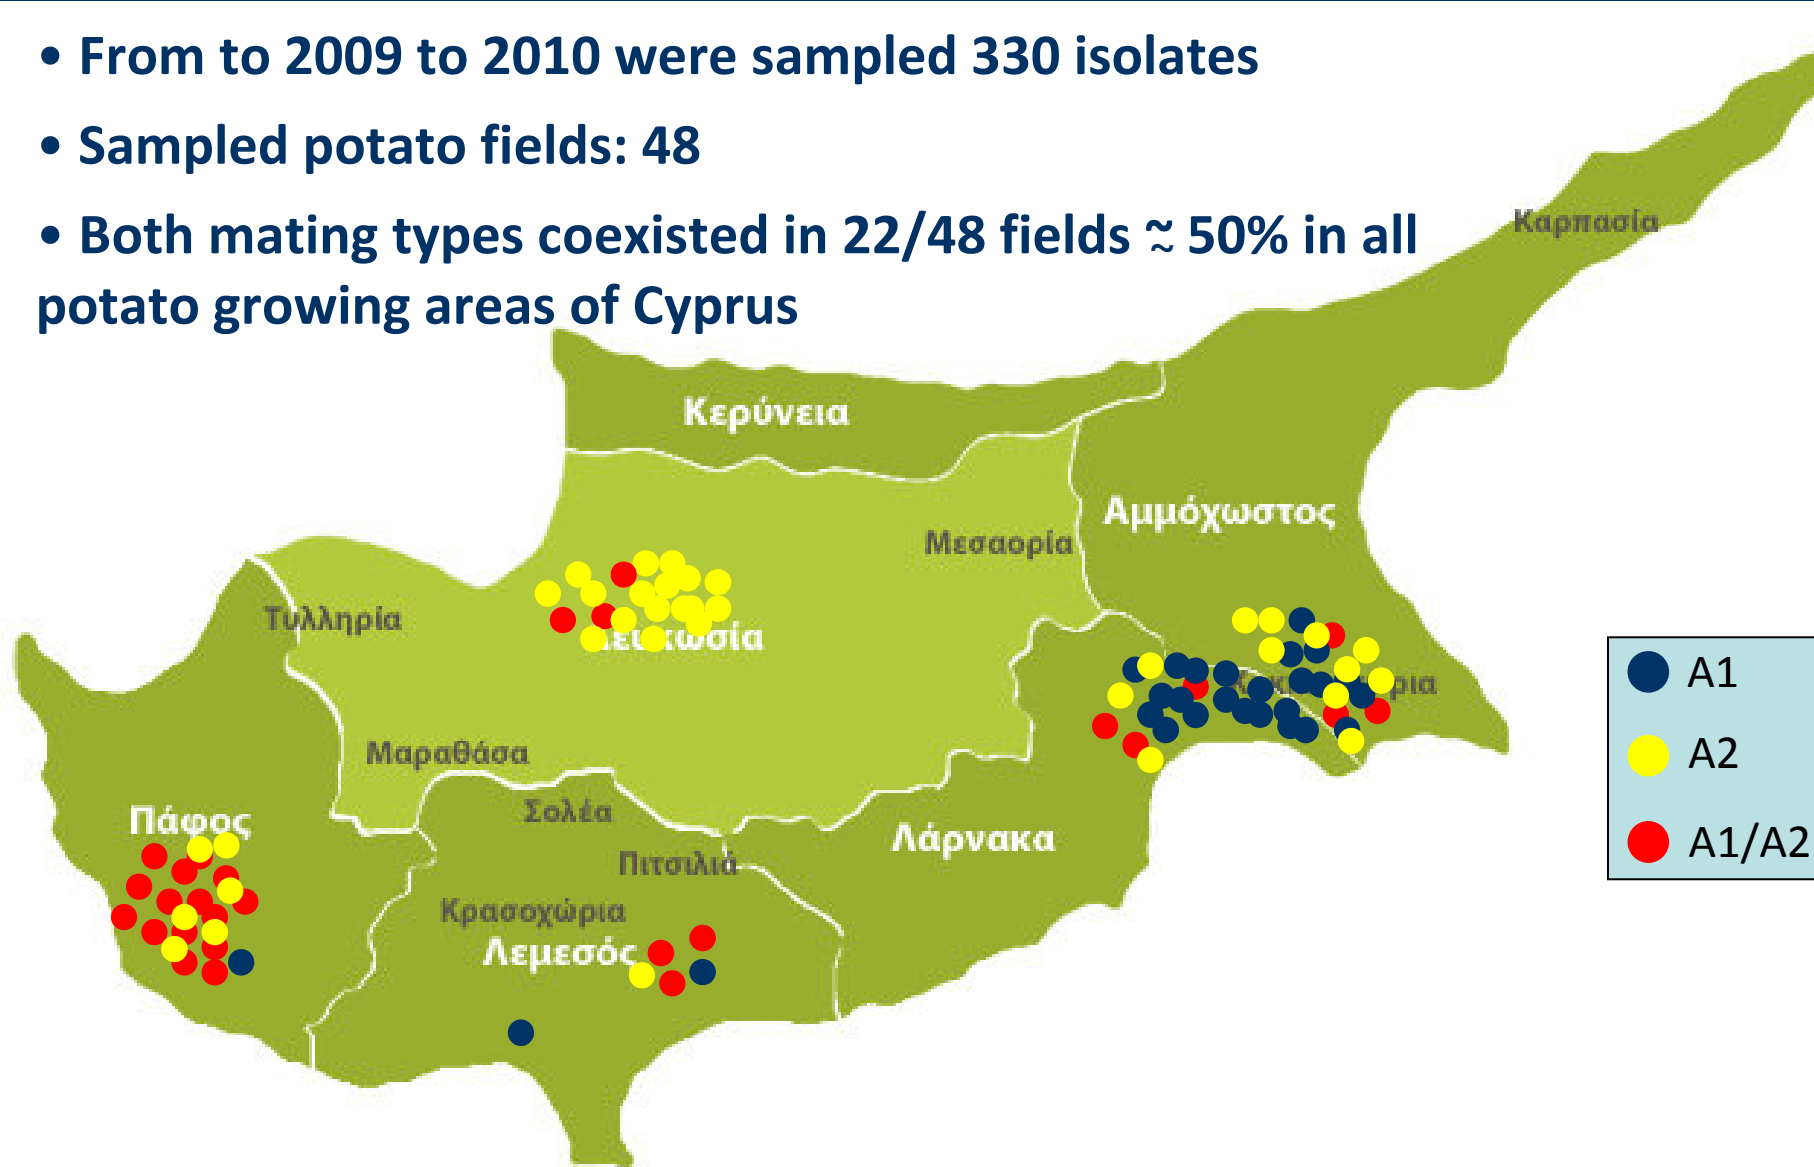 • From to 2009 to 2010 were sampled 330 isolates
• Sampled potato fields: 48
• Both mating types coexisted in 22/48 fields ≈ 50% in all
potato growing areas of Cyprus
Καρπασία
Κερύνεια
Αμμόχωστος
Μεσαορία
Τυλληρία
Μαραθάσα
Σολέα
Πάφος
Λάρνακα
Πιτσιλιά
Κρασοχώρια
Λεμεσός
A1
A2
A1/A2